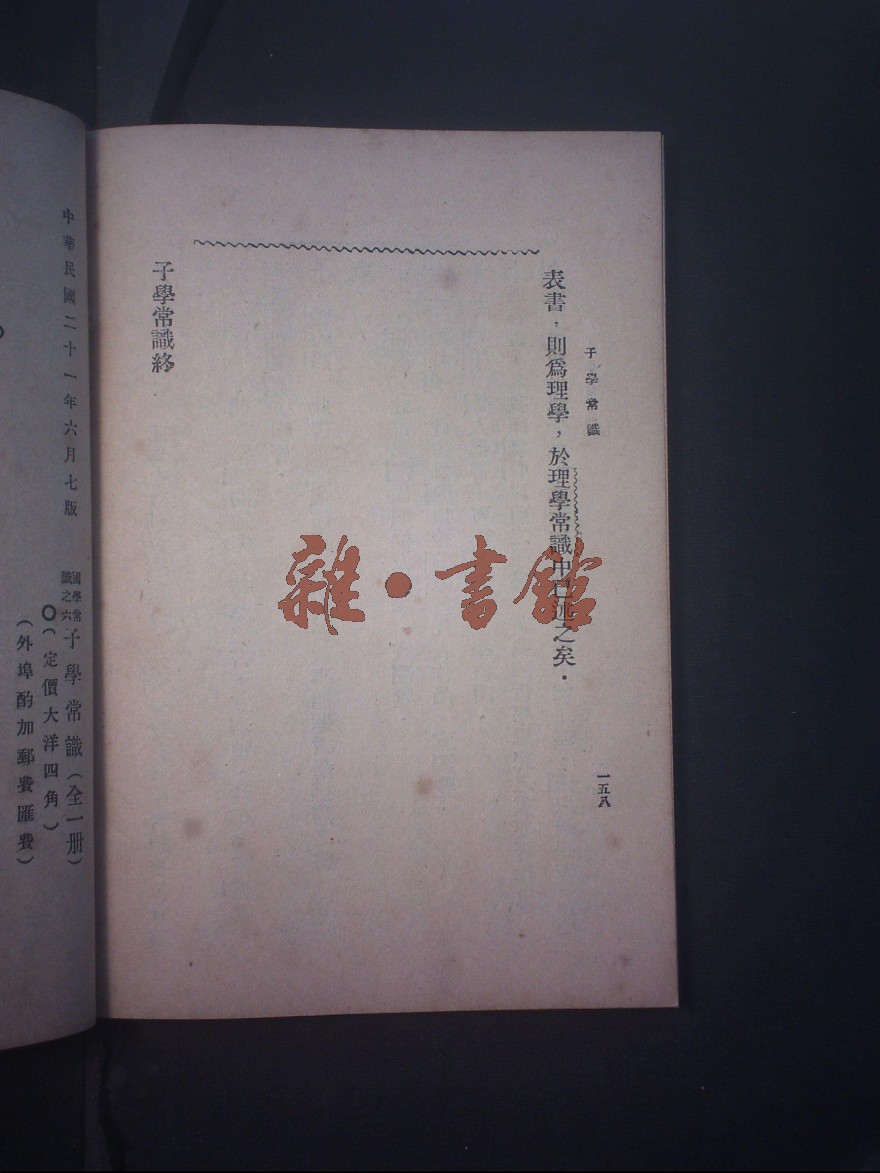 子學常識
一五八
表書，則爲理學，於理學常識中已述之矣．
子學常識終
雜•書館
中華民國二十一年六月七版
國學常識之六 子學常識（全一册）
（定價大洋四角）
（外埠酌加郵費匯費）